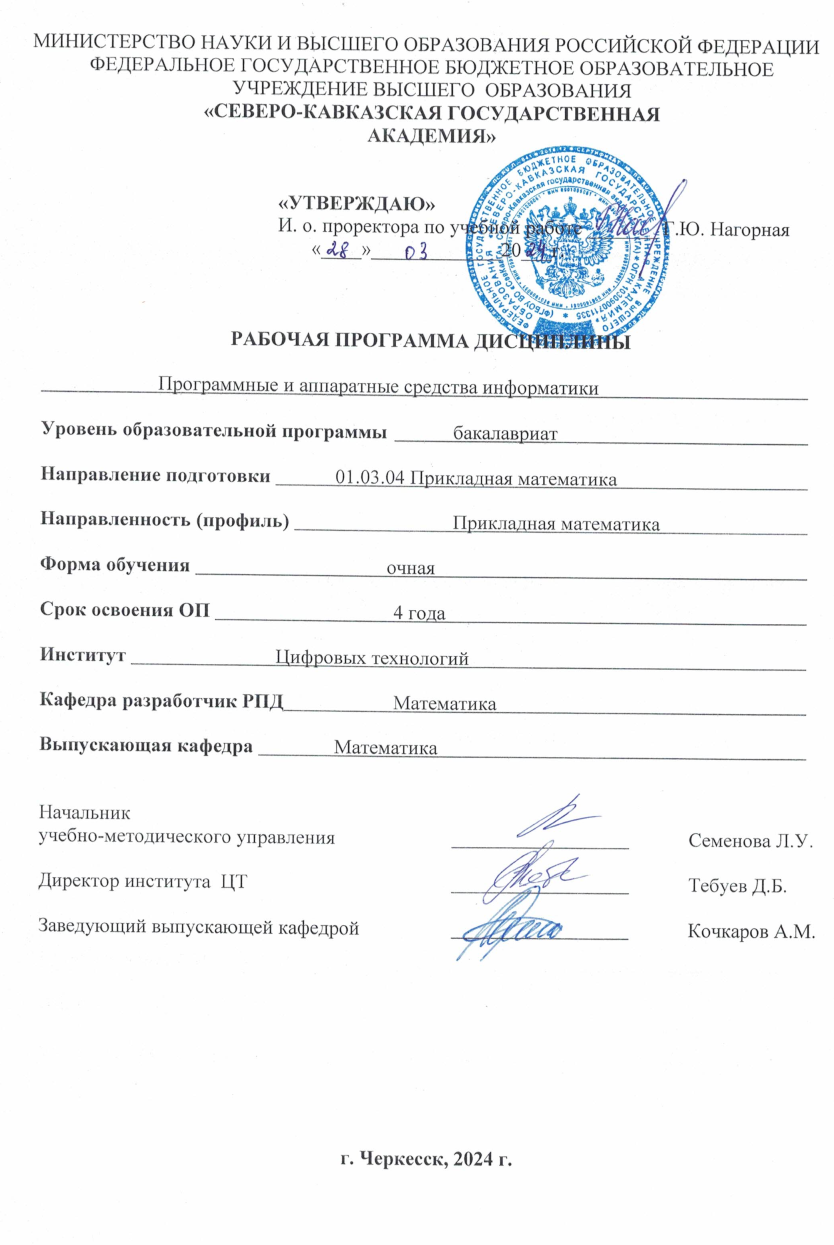 МИНИСТЕРСТВО НАУКИ И ВЫСШЕГО ОБРАЗОВАНИЯ РОССИЙСКОЙ ФЕДЕРАЦИИ
ФЕДЕРАЛЬНОЕ ГОСУДАРСТВЕННОЕ БЮДЖЕТНОЕ ОБРАЗОВАТЕЛЬНОЕ
УЧРЕЖДЕНИЕ ВЫСШЕГО ОБРАЗОВАНИЯ
«СЕВЕРО-КАВКАЗСКАЯ ГОСУДАРСТВЕННАЯ
АКАДЕМИЯ»
«УТВЕРЖДАЮ»
И. о. проректора по учебной работе Г.Ю. Нагорная
«28» 03 2024 г.
РАБОЧАЯ ПРОГРАММА ДИСЦИПЛИНЫ
Программные и аппаратные средства информатики
Уровень образовательной программы бакалавриат
Направление подготовки 01.03.04 Прикладная математика
Направленность (профиль) Прикладная математика
Форма обучения очная
Срок освоения ОП 4 года
Институт Цифровых технологий
Кафедра разработчик РПД Математика
Выпускающая кафедра Математика
Начальник
учебно-методического управления Семенова Л.У.
Директор института ЦТ Тебуев Д.Б.
Заведующий выпускающей кафедрой Кочкаров А.М.
г. Черкесск, 2024 г.